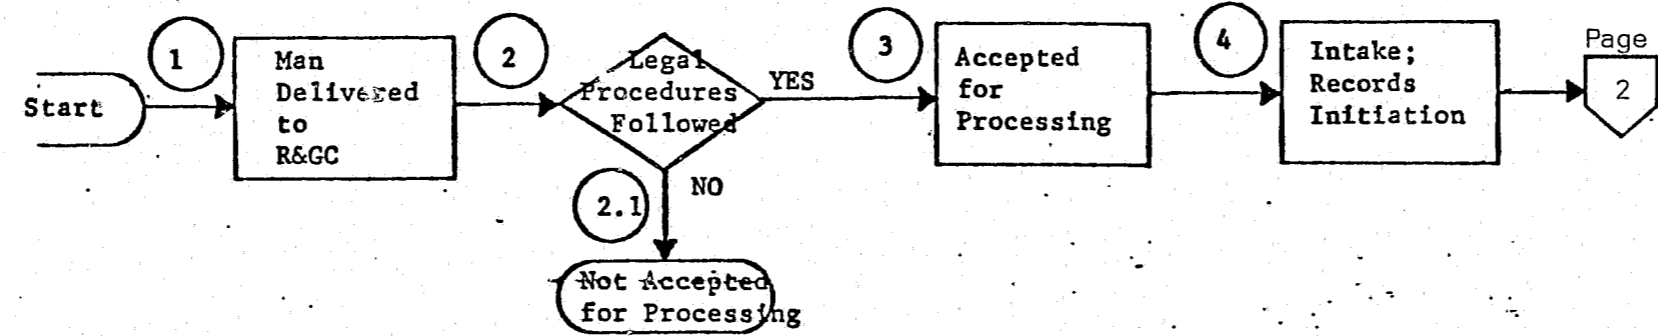 Start
1
Man
Delivered
to
R&GC
2
Legal
Procedures
Followed
YES
NO
2.1
Not Accepted
for Processing
3
Accepted
for
Processing
4
Intake;
Records
Initiation
Page
2